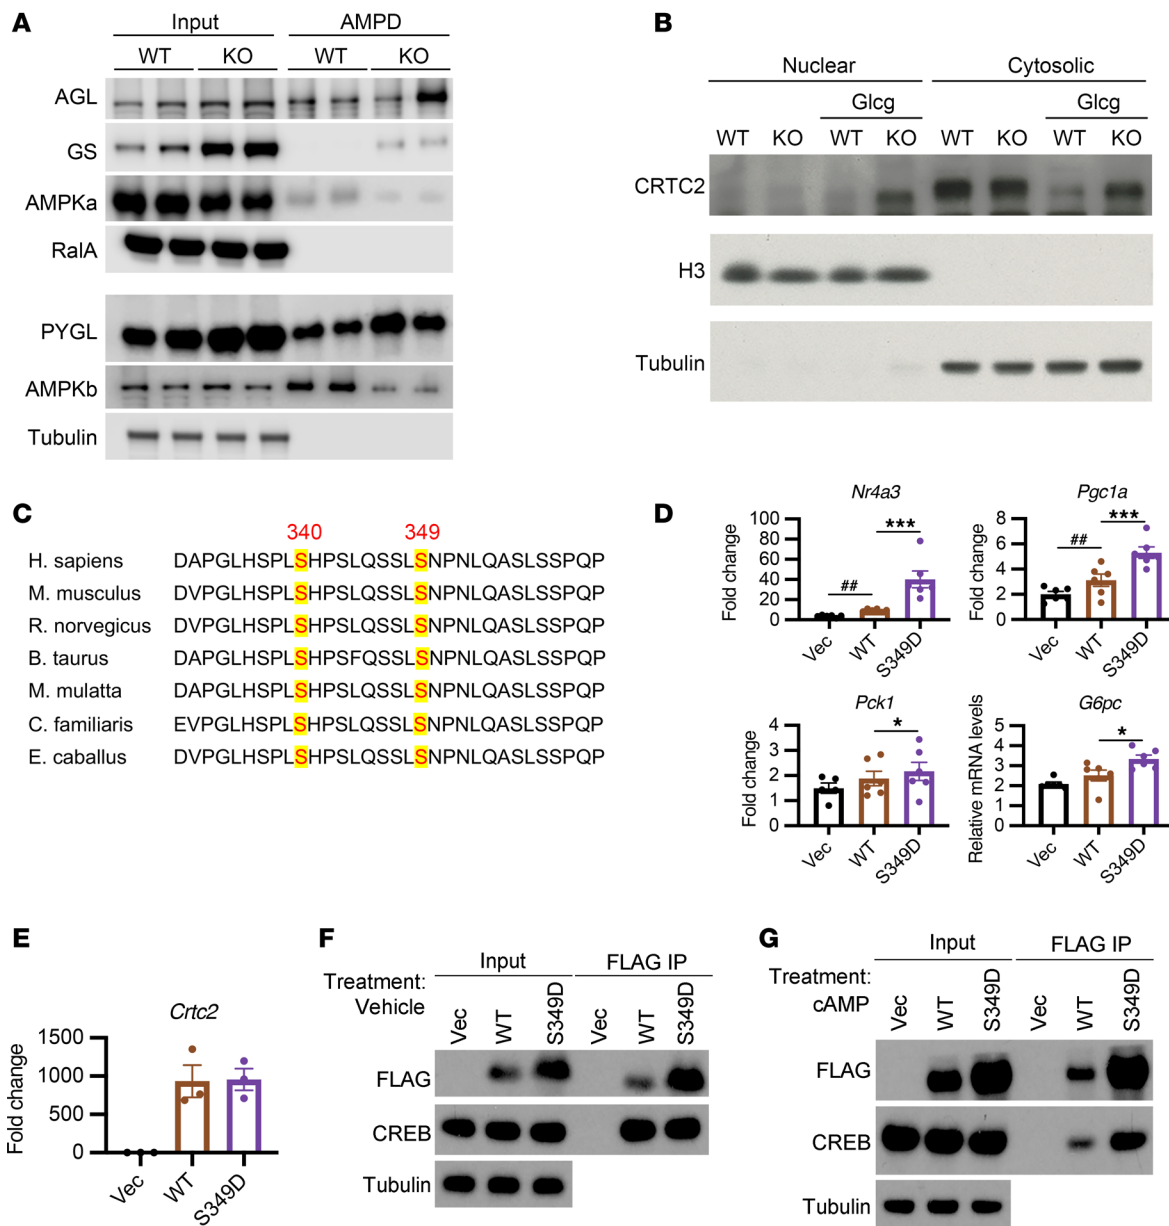 A
Input AMPD
WT KO WT KO
AGL
GS
AMPKa
RalA
PYGL
AMPKb
Tubulin
B
Nuclear Cytosolic
Glcg Glcg
WT KO WT KO WT KO WT KO
CRTC2
H3
Tubulin
C
340 349
H. sapiens DAPGLHSPLSHPSLQSSLSNPNLQASLSSPQP
M. musculus DVPGLHSPLSHPSLQSSLSNPNLQASLSSPQP
R. norvegicus DVPGLHSPLSHPSLQSSLSNPNLQASLSSPQP
B. taurus DAPGLHSPLSHPSFQSSLSNPNLQASLSSPQP
M. mulatta DAPGLHSPLSHPSLQSSLSNPNLQASLSSPQP
C. familiaris EVPGLHSPLSHPSLQSSLSNPNLQASLSSPQP
E. caballus DVPGLHSPLSHPSLQSSLSNPNLQASLSSPQP
D
Nr4a3
Fold change
100
80
60
40
20
0
##
***
Vec WT S349D
Pgc1a
Fold change
8
6
4
2
0
##
***
Vec WT S349D
Pck1
Fold change
4
3
2
1
0
*
Vec WT S349D
G6pc
Relative mRNA levels
5
4
3
2
1
0
*
Vec WT S349D
E
Crtc2
Fold change
1500
1000
500
0
Vec WT S349D
F
Input FLAG IP
Treatment:
Vehicle
Vec WT S349D Vec WT S349D
FLAG
CREB
Tubulin
G
Input FLAG IP
Treatment:
cAMP
Vec WT S349D Vec WT S349D
FLAG
CREB
Tubulin